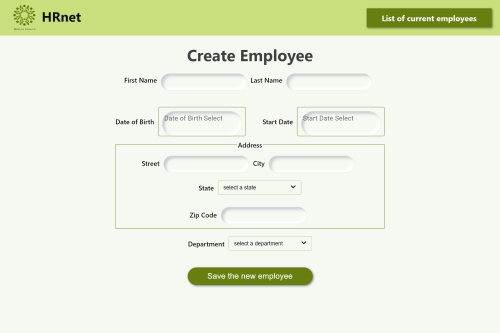 HRnet
List of current employees
Create Employee
First Name
Last Name
Date of Birth
Date of Birth Select
Start Date
Start Date Select
Address
Street
City
State
select a state
Zip Code
Department
select a department
Save the new employee